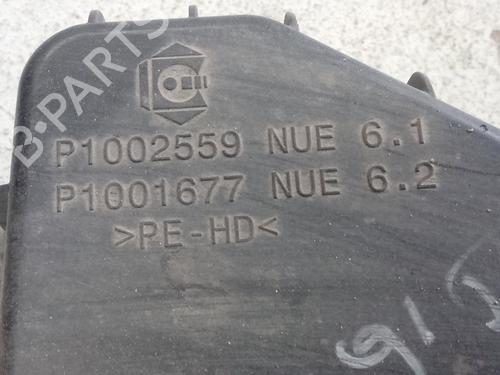 B-PARTS
P1002559 NUE 6.1
P1001677 NUE 6.2
>PE-HD<